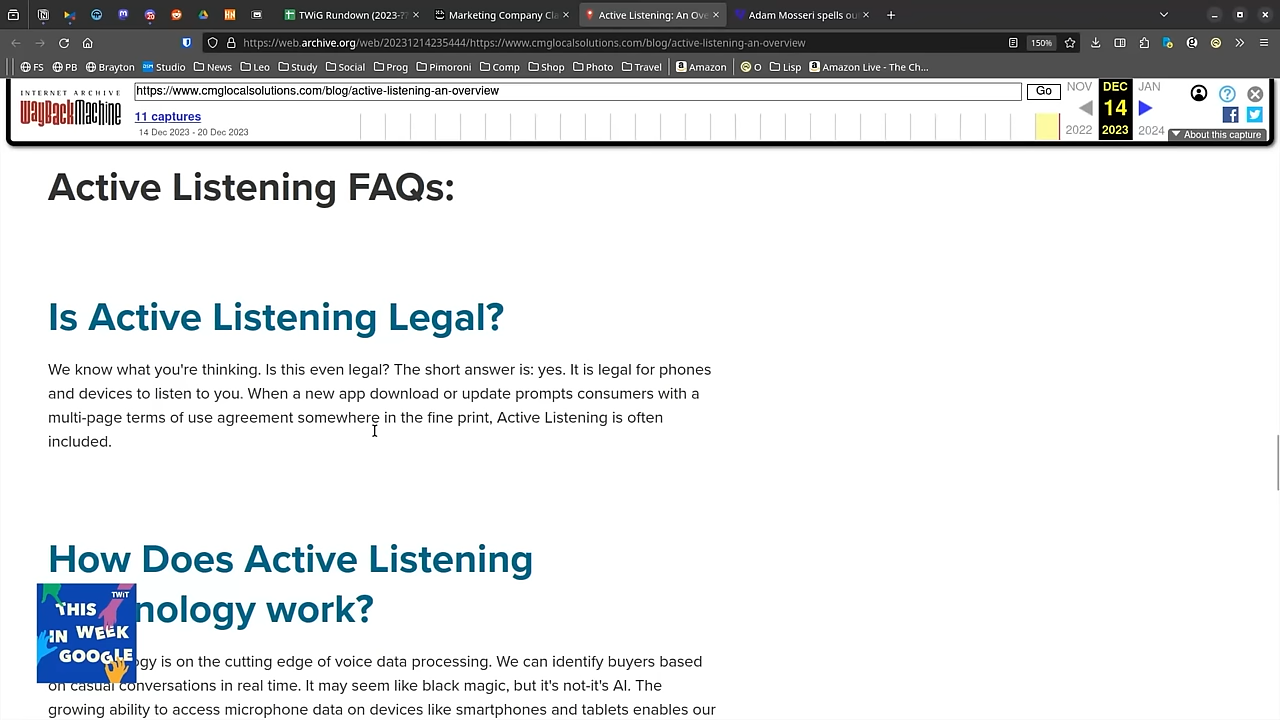 TWiG Rundown (2023-??
Marketing Company Cla
Active Listening: An Ove
Adam Mosseri spells ou
https://web.archive.org/web/20231214235444/https://www.cmglocalsolutions.com/blog/active-listening-an-overview
150%
FS PB Brayton Studio News Leo Study Social Prog Pimoroni Comp Shop Photo Travel Amazon O Lisp Amazon Live - The Ch...
INTERNET ARCHIVE
WayBackMachine
https://www.cmglocalsolutions.com/blog/active-listening-an-overview
Go
NOV DEC JAN
11 captures
14
14 Dec 2023 - 20 Dec 2023
2022 2023 2024
About this capture
Active Listening FAQs:
Is Active Listening Legal?
We know what you're thinking. Is this even legal? The short answer is: yes. It is legal for phones
and devices to listen to you. When a new app download or update prompts consumers with a
multi-page terms of use agreement somewhere in the fine print, Active Listening is often
included.
How Does Active Listening
nology work?
THIS
IN WEEK
GOOGLE
TWiT
gy is on the cutting edge of voice data processing. We can identify buyers based
on casual conversations in real time. It may seem like black magic, but it's not-it's AI. The
growing ability to access microphone data on devices like smartphones and tablets enables our